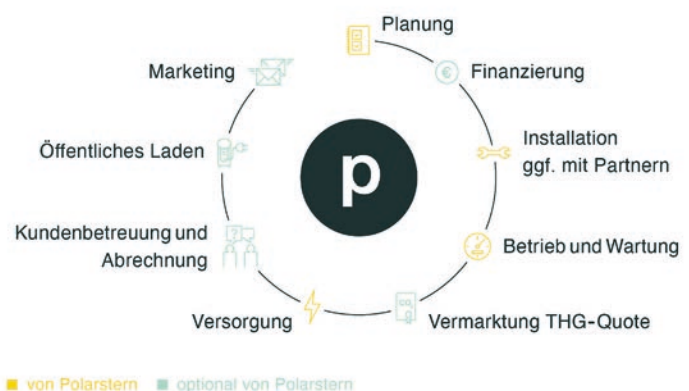 Planung
Finanzierung
Installation
ggf. mit Partnern
Betrieb und Wartung
Vermarktung THG-Quote
Versorgung
Kundenbetreuung und
Abrechnung
Öffentliches Laden
Marketing
p
von Polarstern
optional von Polarstern